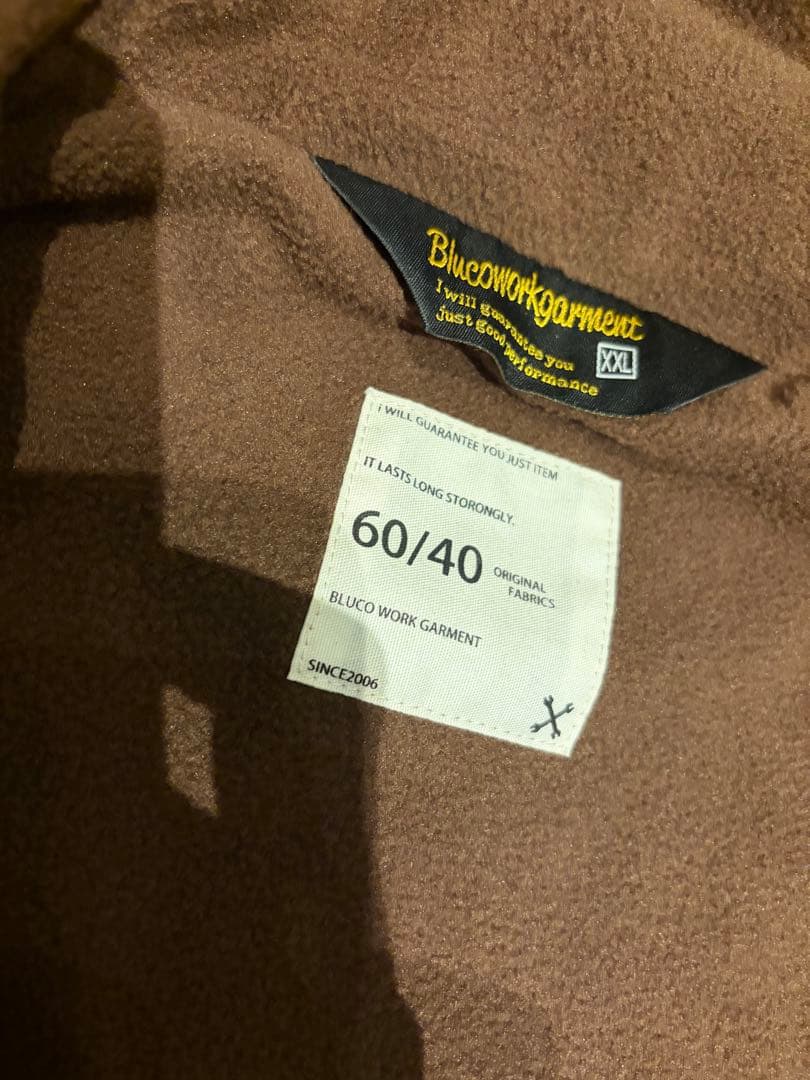 Blucoworkgarment
I will guarantee you
just good performance
XXL
i WILL GUARANTEE YOU JUST ITEM
IT LASTS LONG STORONGLY.
60/40 ORIGINAL
FABRICS
BLUCO WORK GARMENT
SINCE2006